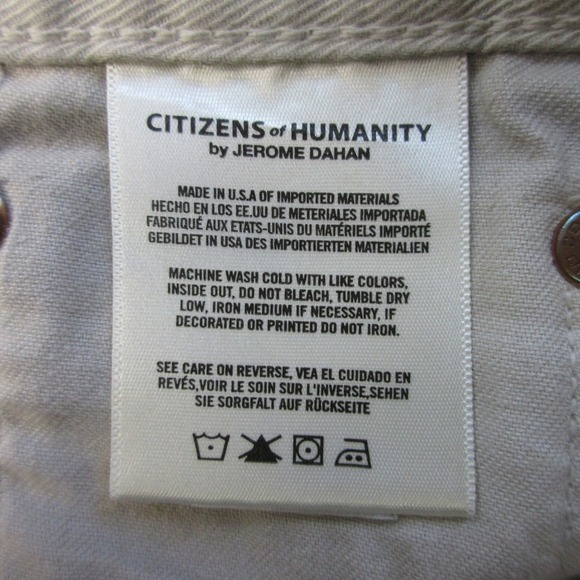 CITIZENS of HUMANITY
by JEROME DAHAN
MADE IN U.S.A OF IMPORTED MATERIALS
HECHO EN LOS EE.UU DE METERIALES IMPORTADA
FABRIQUÉ AUX ETATS-UNIS DU MATÉRIELS IMPORTÉ
GEBILDET IN USA DES IMPORTIERTEN MATERIALIEN
MACHINE WASH COLD WITH LIKE COLORS,
INSIDE OUT, DO NOT BLEACH, TUMBLE DRY
LOW, IRON MEDIUM IF NECESSARY, IF
DECORATED OR PRINTED DO NOT IRON.
SEE CARE ON REVERSE, VEA EL CUIDADO EN
REVÉS,VOIR LE SOIN SUR L'INVERSE,SEHEN
SIE SORGFALT AUF RÜCKSEITE